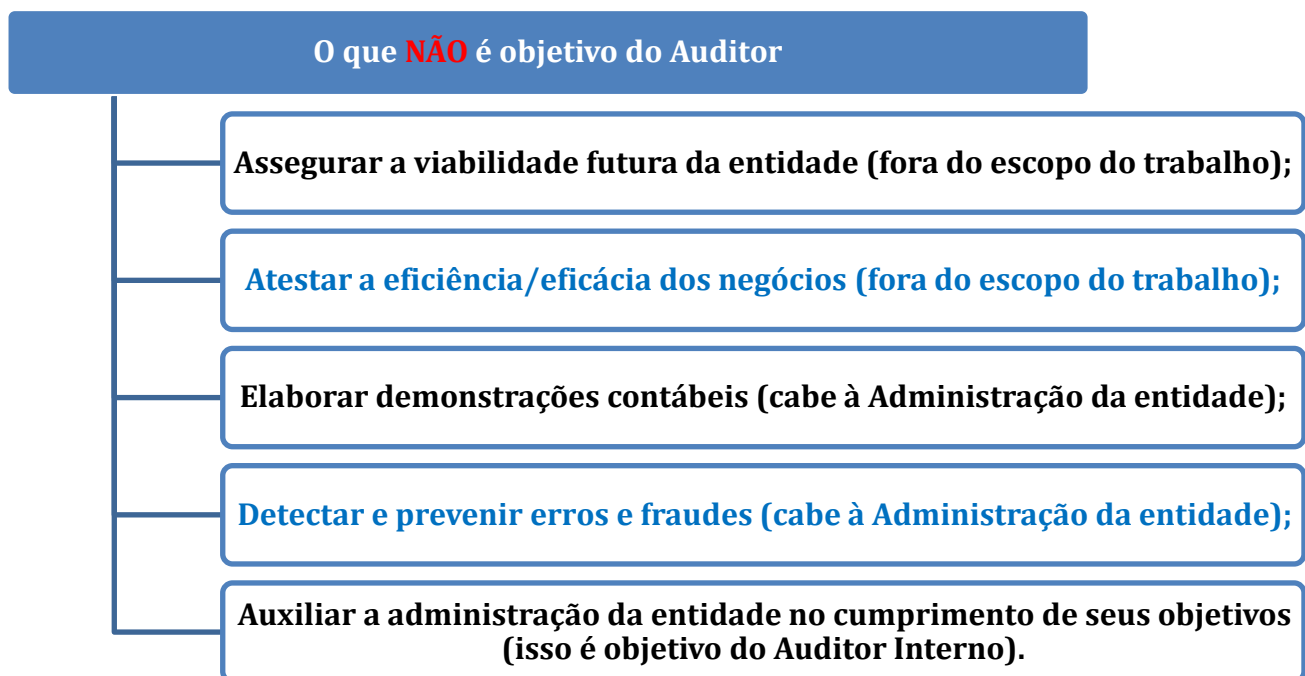 O que NÃO é objetivo do Auditor
Assegurar a viabilidade futura da entidade (fora do escopo do trabalho);
Atestar a eficiência/eficácia dos negócios (fora do escopo do trabalho);
Elaborar demonstrações contábeis (cabe à Administração da entidade);
Detectar e prevenir erros e fraudes (cabe à Administração da entidade);
Auxiliar a administração da entidade no cumprimento de seus objetivos
(isso é objetivo do Auditor Interno).